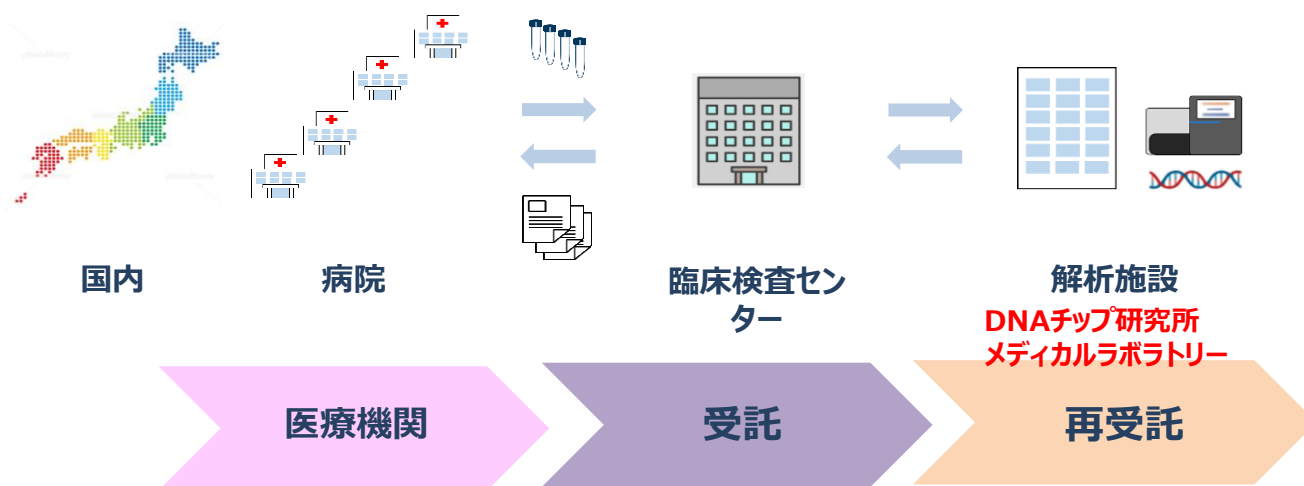 国内
病院
臨床検査セン
ター
解析施設
DNAチップ研究所
メディカルラボラトリー
医療機関
受託
再受託